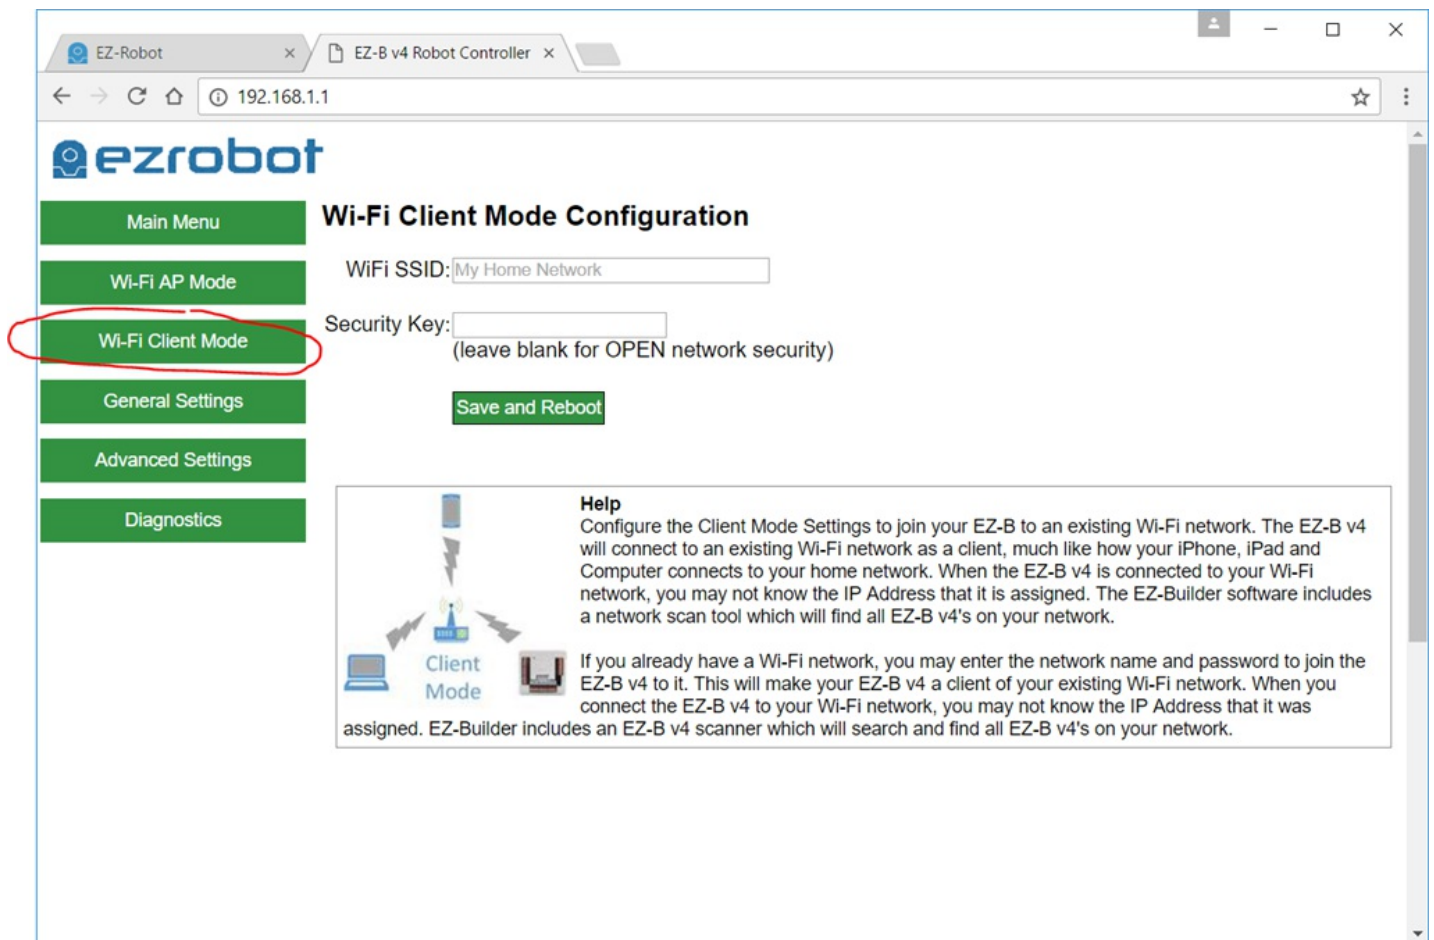 EZ-Robot
EZ-B v4 Robot Controller
192.168.1.1
ezrobot
Main Menu
Wi-Fi AP Mode
Wi-Fi Client Mode
General Settings
Advanced Settings
Diagnostics
Wi-Fi Client Mode Configuration
WiFi SSID: My Home Network
Security Key:
(leave blank for OPEN network security)
Save and Reboot
Client
Mode
Help
Configure the Client Mode Settings to join your EZ-B to an existing Wi-Fi network. The EZ-B v4
will connect to an existing Wi-Fi network as a client, much like how your iPhone, iPad and
Computer connects to your home network. When the EZ-B v4 is connected to your Wi-Fi
network, you may not know the IP Address that it is assigned. The EZ-Builder software includes
a network scan tool which will find all EZ-B v4's on your network.
If you already have a Wi-Fi network, you may enter the network name and password to join the
EZ-B v4 to it. This will make your EZ-B v4 a client of your existing Wi-Fi network. When you
connect the EZ-B v4 to your Wi-Fi network, you may not know the IP Address that it was
assigned. EZ-Builder includes an EZ-B v4 scanner which will search and find all EZ-B v4's on your network.